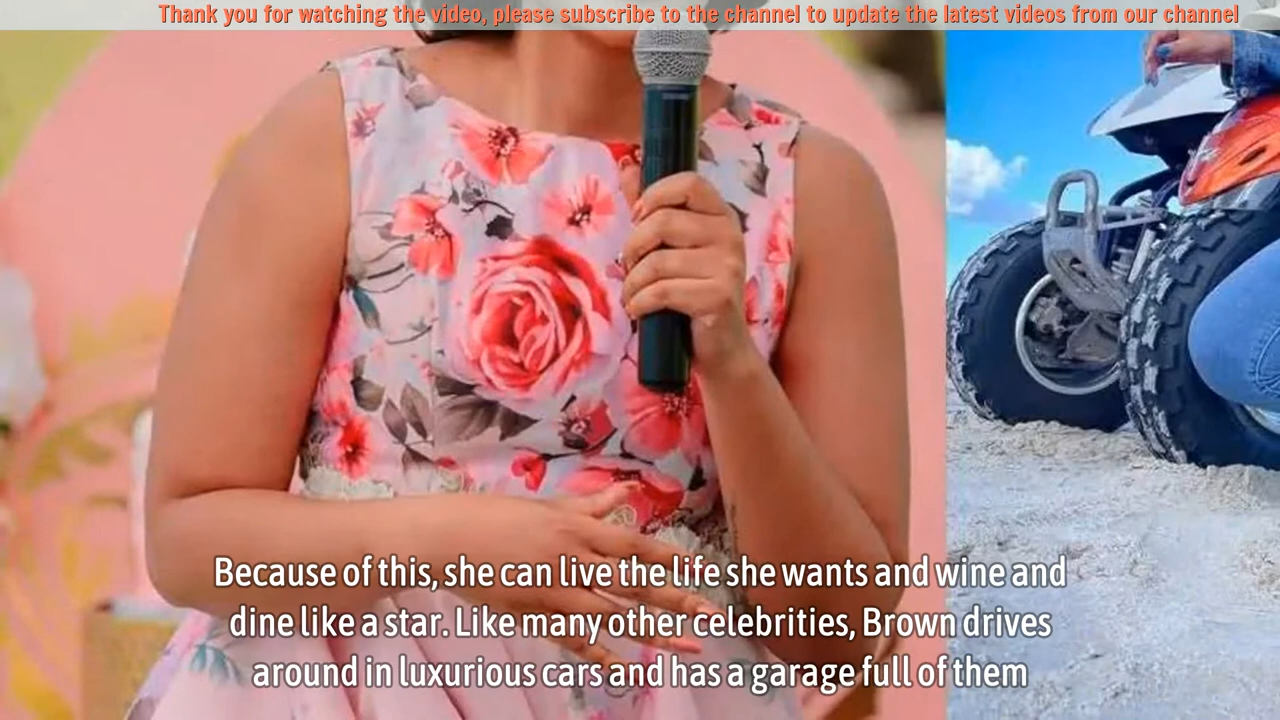 Thank you for watching the video, please subscribe to the channel to update the latest videos from our channel
Because of this, she can live the life she wants and wine and
dine like a star. Like many other celebrities, Brown drives
around in luxurious cars and has a garage full of them